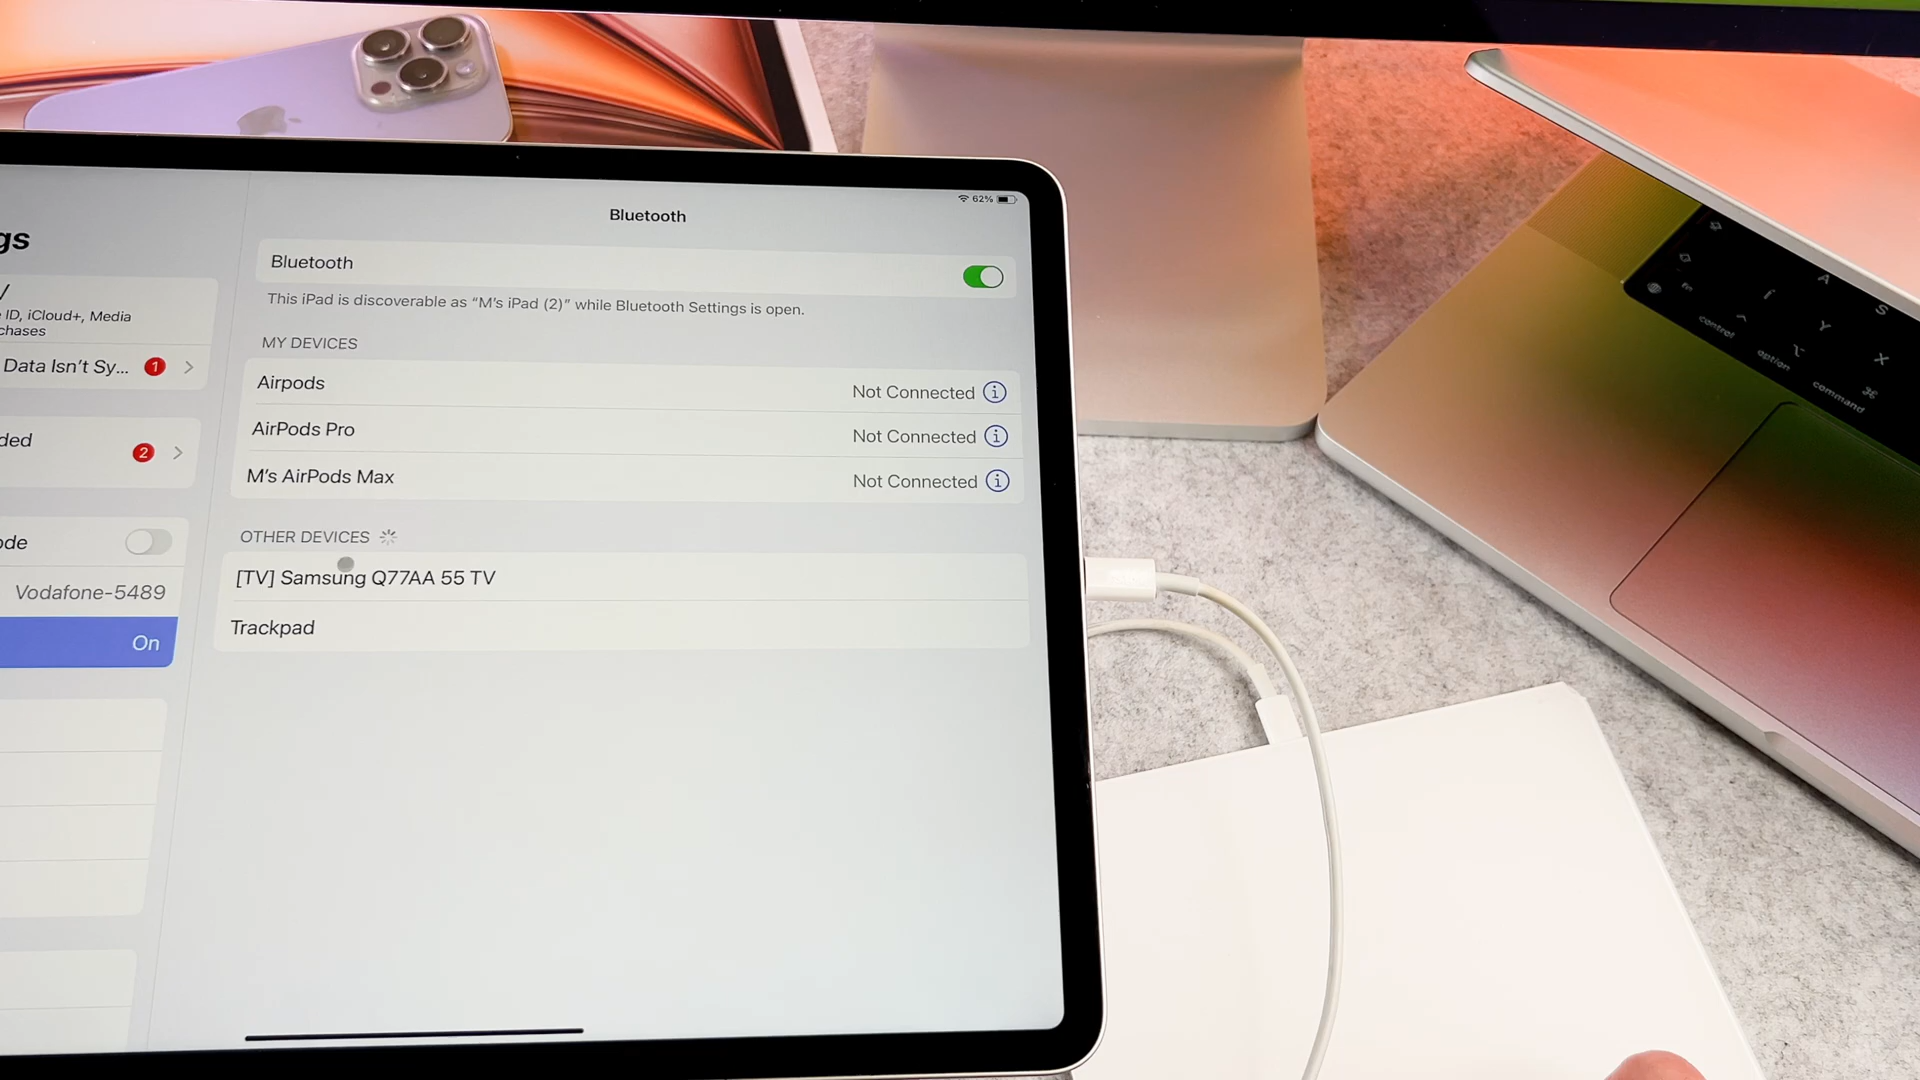 62%
Bluetooth
gs
Bluetooth
This iPad is discoverable as “M’s iPad (2)” while Bluetooth Settings is open.
ID, iCloud+, Media
chases
MY DEVICES
Data Isn’t Sy... 1
Airpods Not Connected
AirPods Pro Not Connected
ded 2
M’s AirPods Max Not Connected
OTHER DEVICES
ode
[TV] Samsung Q77AA 55 TV
Vodafone-5489
Trackpad
On
A
S
Y
X
fn
control
option
command